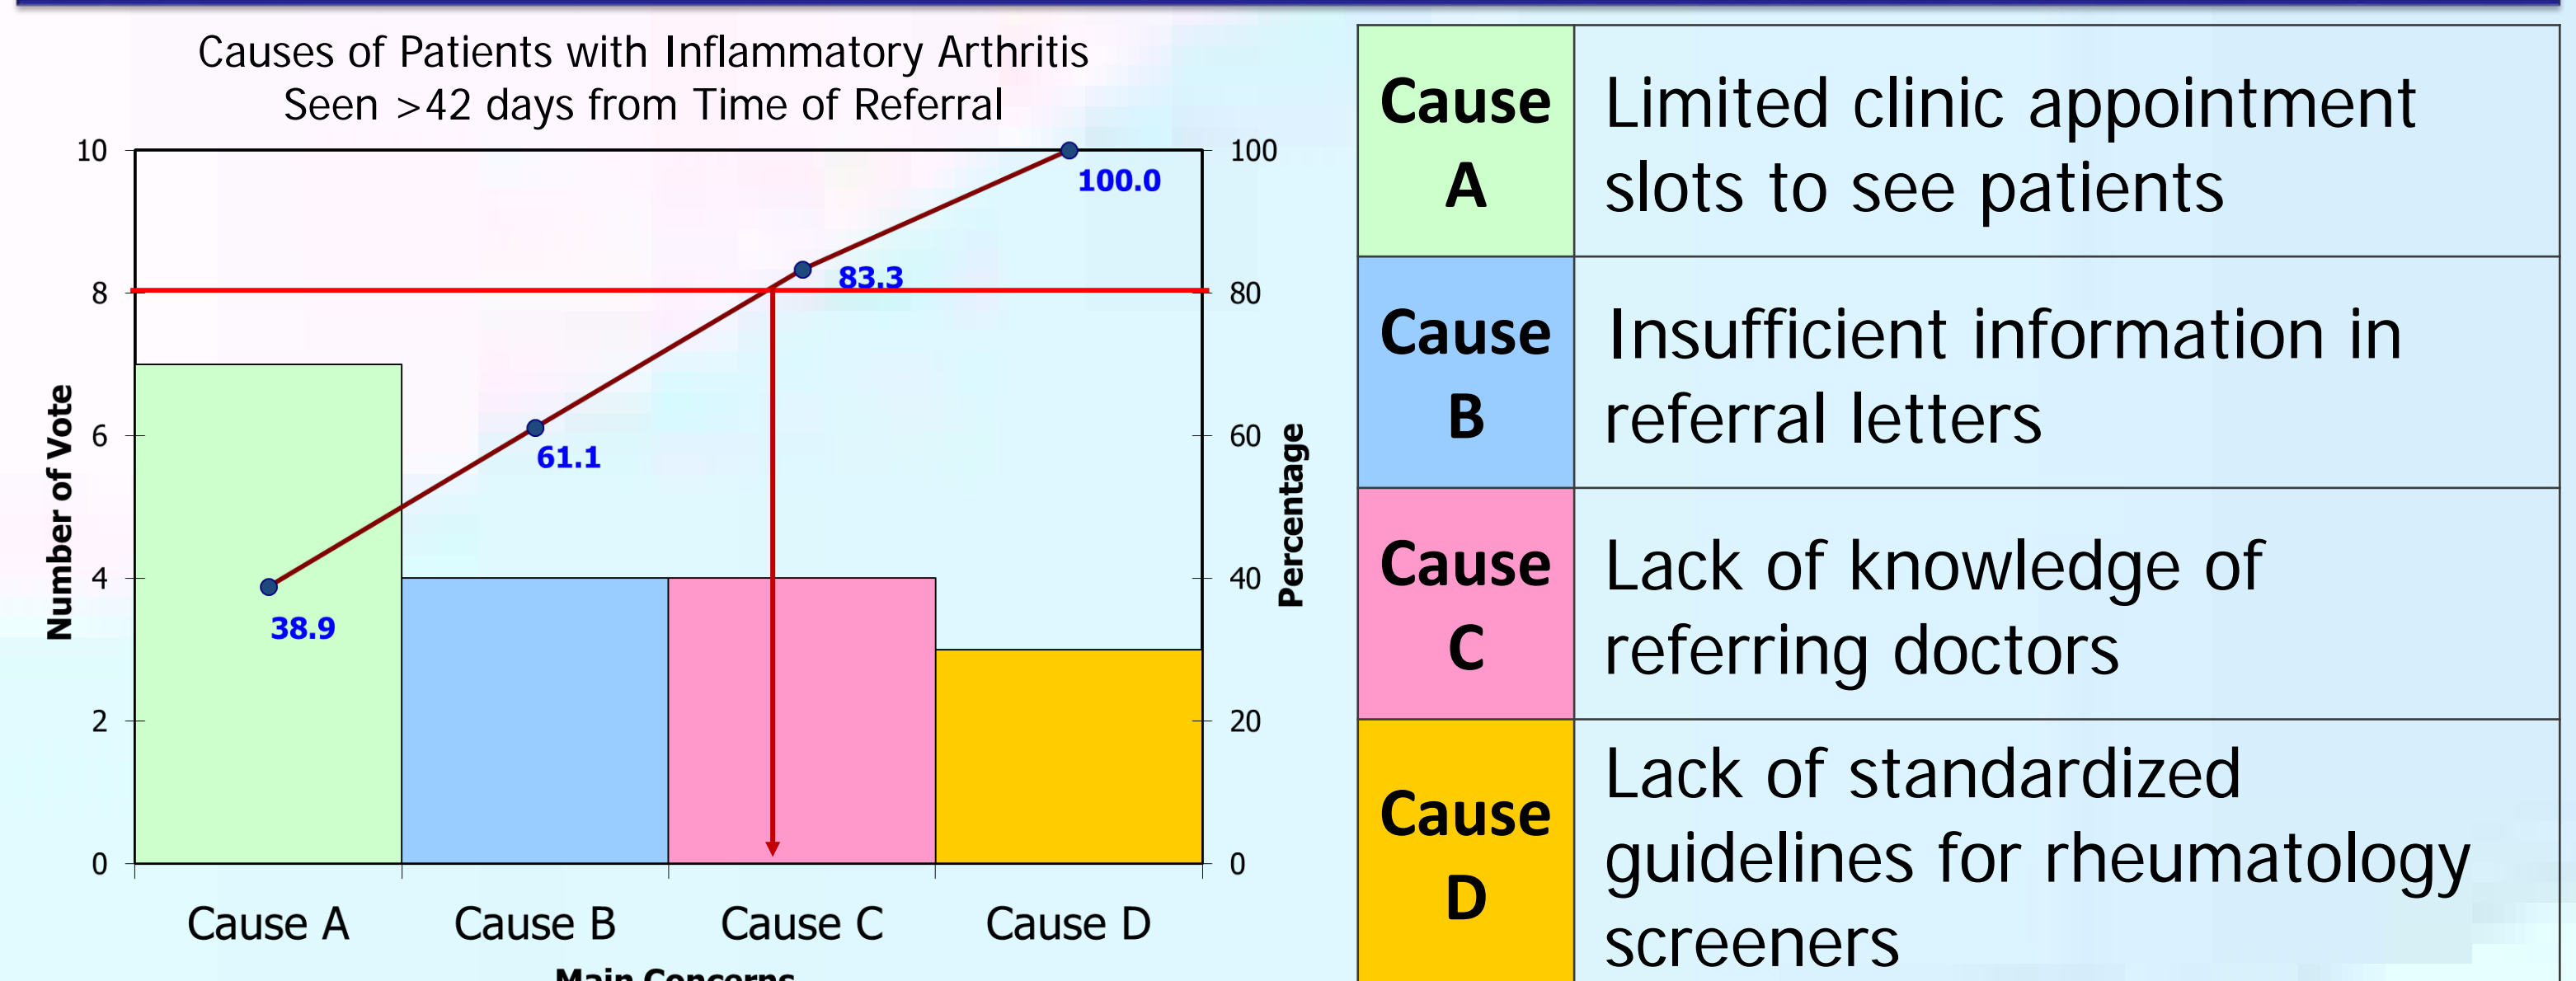 Causes of Patients with Inflammatory Arthritis
Seen >42 days from Time of Referral
10
8
6
4
2
0
Number of Vote
100
80
60
40
20
0
Percentage
38.9
61.1
83.3
100.0
Cause A
Cause B
Cause C
Cause D
Main Concerns
Cause
A
Limited clinic appointment
slots to see patients
Cause
B
Insufficient information in
referral letters
Cause
C
Lack of knowledge of
referring doctors
Cause
D
Lack of standardized
guidelines for rheumatology
screeners